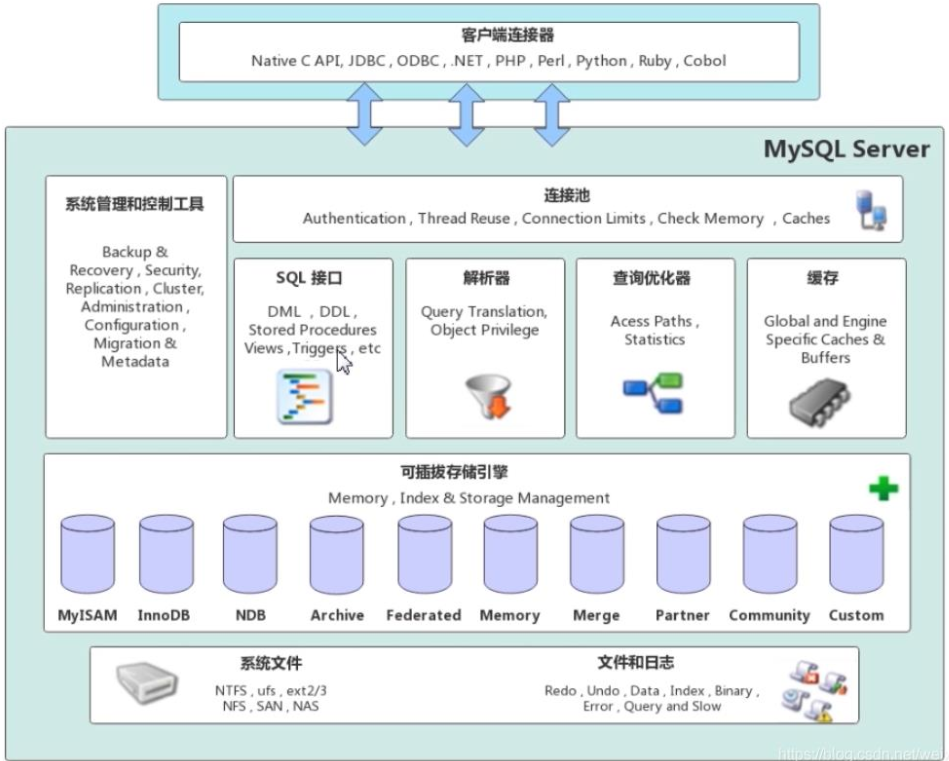 客户端连接器
Native C API, JDBC , ODBC , .NET , PHP , Perl , Python , Ruby , Cobol
MySQL Server
系统管理和控制工具
Backup &
Recovery , Security,
Replication , Cluster,
Administration ,
Configuration ,
Migration &
Metadata
连接池
Authentication , Thread Reuse , Connection Limits , Check Memory , Caches
SQL 接口
DML , DDL ,
Stored Procedures
Views ,Triggers , etc
解析器
Query Translation,
Object Privilege
查询优化器
Acess Paths ,
Statistics
缓存
Global and Engine
Specific Caches &
Buffers
可插拔存储引擎
Memory , Index & Storage Management
MyISAM
InnoDB
NDB
Archive
Federated
Memory
Merge
Partner
Community
Custom
系统文件
NTFS , ufs , ext2/3
NFS , SAN , NAS
文件和日志
Redo , Undo , Data , Index , Binary ,
Error , Query and Slow